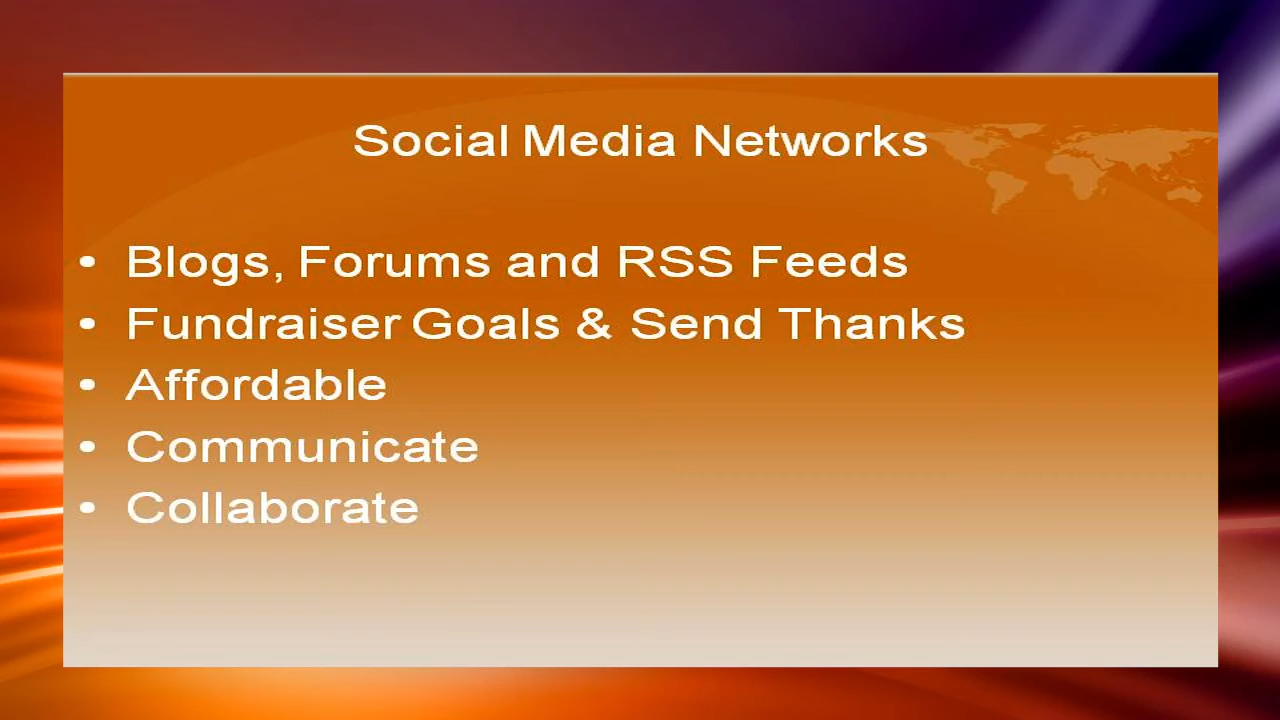 Social Media Networks
• Blogs, Forums and RSS Feeds
• Fundraiser Goals & Send Thanks
• Affordable
• Communicate
• Collaborate